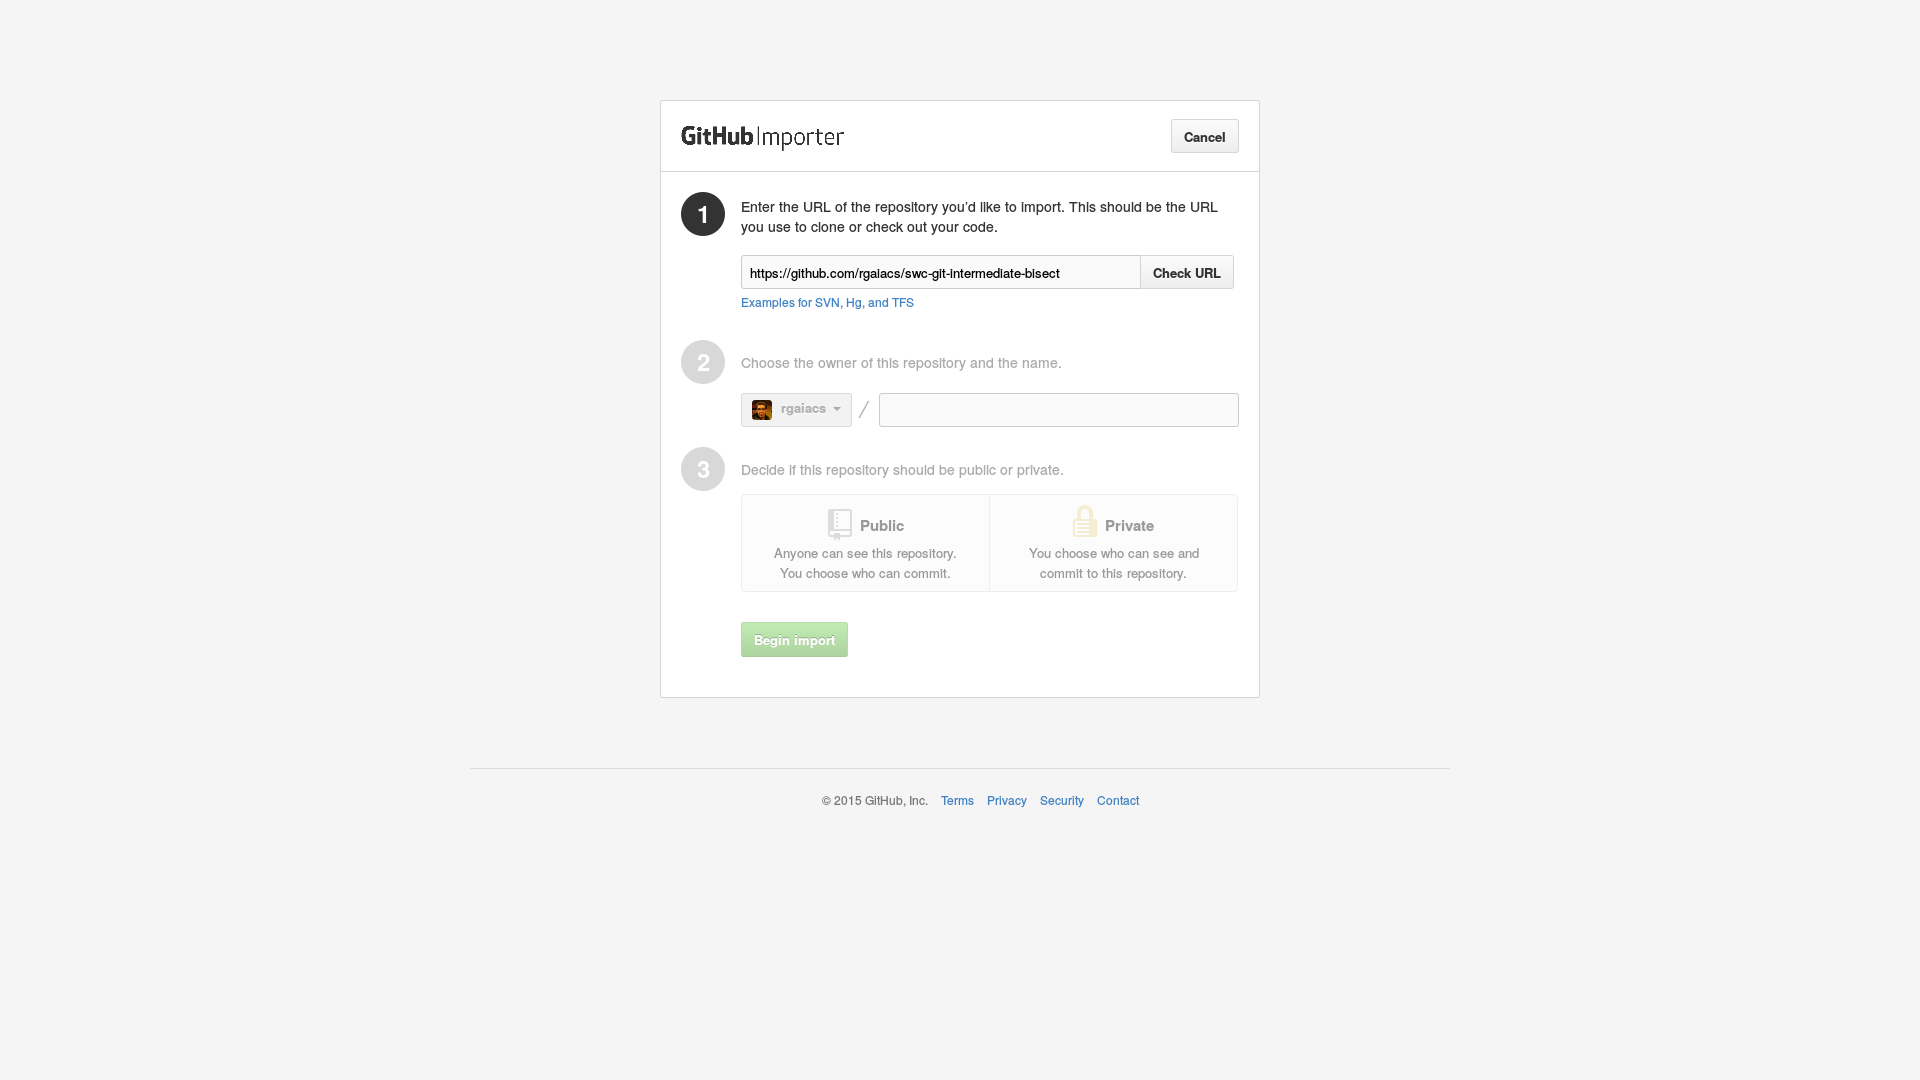 GitHub Importer
Cancel
1
Enter the URL of the repository you'd like to import. This should be the URL
you use to clone or check out your code.
https://github.com/rgaiacs/swc-git-intermediate-bisect
Check URL
Examples for SVN, Hg, and TFS
2
Choose the owner of this repository and the name.
rgaiacs /
3
Decide if this repository should be public or private.
Public
Anyone can see this repository.
You choose who can commit.
Private
You choose who can see and
commit to this repository.
Begin import
© 2015 GitHub, Inc. Terms Privacy Security Contact